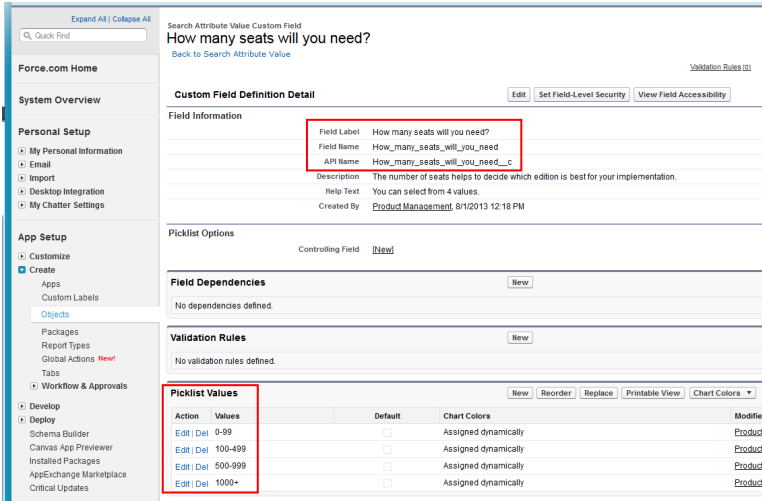 Expand All | Collapse All
Quick Find
Force.com Home
System Overview
Personal Setup
My Personal Information
Email
Import
Desktop Integration
My Chatter Settings
App Setup
Customize
Create
Apps
Custom Labels
Objects
Packages
Report Types
Global Actions New!
Tabs
Workflow & Approvals
Develop
Deploy
Schema Builder
Canvas App Previewer
Installed Packages
AppExchange Marketplace
Critical Updates
Search Attribute Value Custom Field
How many seats will you need?
Back to Search Attribute Value
Validation Rules [0]
Custom Field Definition Detail Edit Set Field-Level Security View Field Accessibility
Field Information
Field Label How many seats will you need?
Field Name How_many_seats_will_you_need
API Name How_many_seats_will_you_need__c
Description The number of seats helps to decide which edition is best for your implementation.
Help Text You can select from 4 values.
Created By Product Management, 8/1/2013 12:18 PM
Picklist Options
Controlling Field [New]
Field Dependencies New
No dependencies defined.
Validation Rules New
No validation rules defined.
Picklist Values New Reorder Replace Printable View Chart Colors ▼
Action Values Default Chart Colors Modifie
Edit | Del 0-99 Assigned dynamically Product
Edit | Del 100-499 Assigned dynamically Product
Edit | Del 500-999 Assigned dynamically Product
Edit | Del 1000+ Assigned dynamically Product